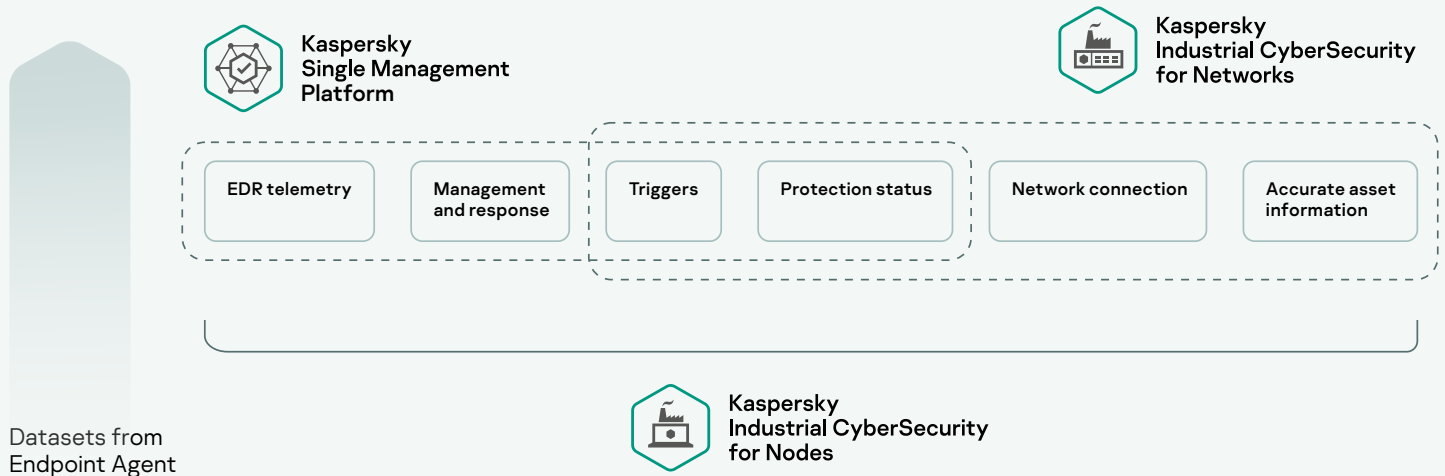 Kaspersky
Single Management
Platform
Kaspersky
Industrial CyberSecurity
for Networks
EDR telemetry
Management
and response
Triggers
Protection status
Network connection
Accurate asset
information
Kaspersky
Industrial CyberSecurity
for Nodes
Datasets from
Endpoint Agent